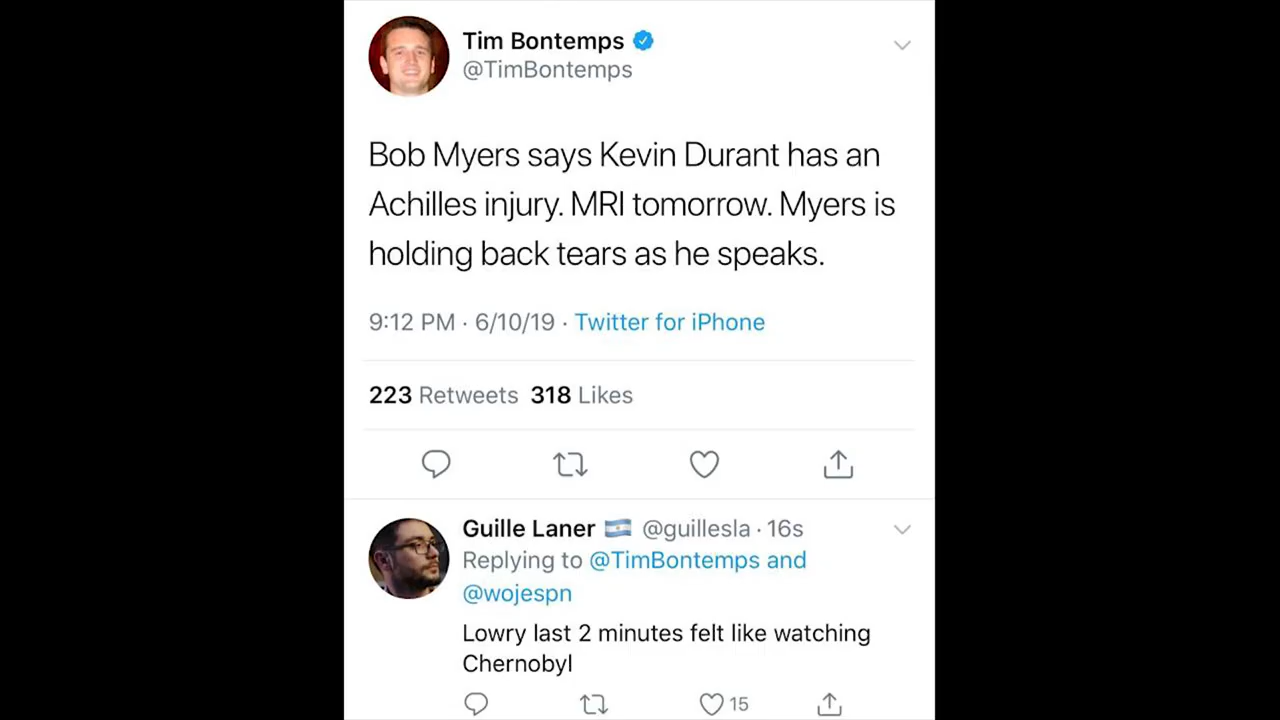 Tim Bontemps
@TimBontemps
Bob Myers says Kevin Durant has an
Achilles injury. MRI tomorrow. Myers is
holding back tears as he speaks.
9:12 PM · 6/10/19 · Twitter for iPhone
223 Retweets 318 Likes
Guille Laner 🇦🇷 @guillesla · 16s
Replying to @TimBontemps and
@wojespn
Lowry last 2 minutes felt like watching
Chernobyl
15